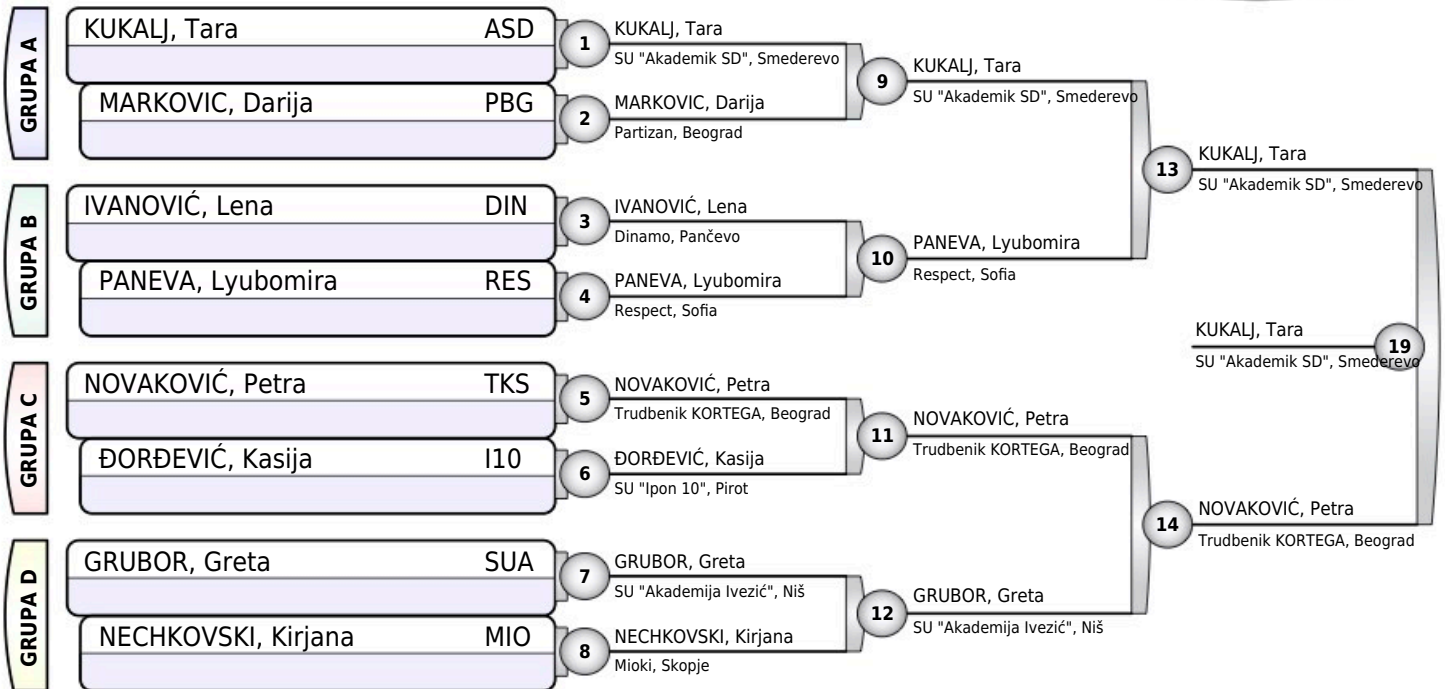 GRUPA A
KUKALJ, Tara ASD
MARKOVIC, Darija PBG
GRUPA B
IVANOVIĆ, Lena DIN
PANEVA, Lyubomira RES
GRUPA C
NOVAKOVIĆ, Petra TKS
ĐORĐEVIĆ, Kasija I10
GRUPA D
GRUBOR, Greta SUA
NECHKOVSKI, Kirjana MIO
1
KUKALJ, Tara
SU "Akademik SD", Smederevo
2
MARKOVIC, Darija
Partizan, Beograd
3
IVANOVIĆ, Lena
Dinamo, Pančevo
4
PANEVA, Lyubomira
Respect, Sofia
5
NOVAKOVIĆ, Petra
Trudbenik KORTEGA, Beograd
6
ĐORĐEVIĆ, Kasija
SU "Ipon 10", Pirot
7
GRUBOR, Greta
SU "Akademija Ivezić", Niš
8
NECHKOVSKI, Kirjana
Mioki, Skopje
9
KUKALJ, Tara
SU "Akademik SD", Smederevo
10
PANEVA, Lyubomira
Respect, Sofia
11
NOVAKOVIĆ, Petra
Trudbenik KORTEGA, Beograd
12
GRUBOR, Greta
SU "Akademija Ivezić", Niš
13
KUKALJ, Tara
SU "Akademik SD", Smederevo
14
NOVAKOVIĆ, Petra
Trudbenik KORTEGA, Beograd
KUKALJ, Tara
19
SU "Akademik SD", Smederevo